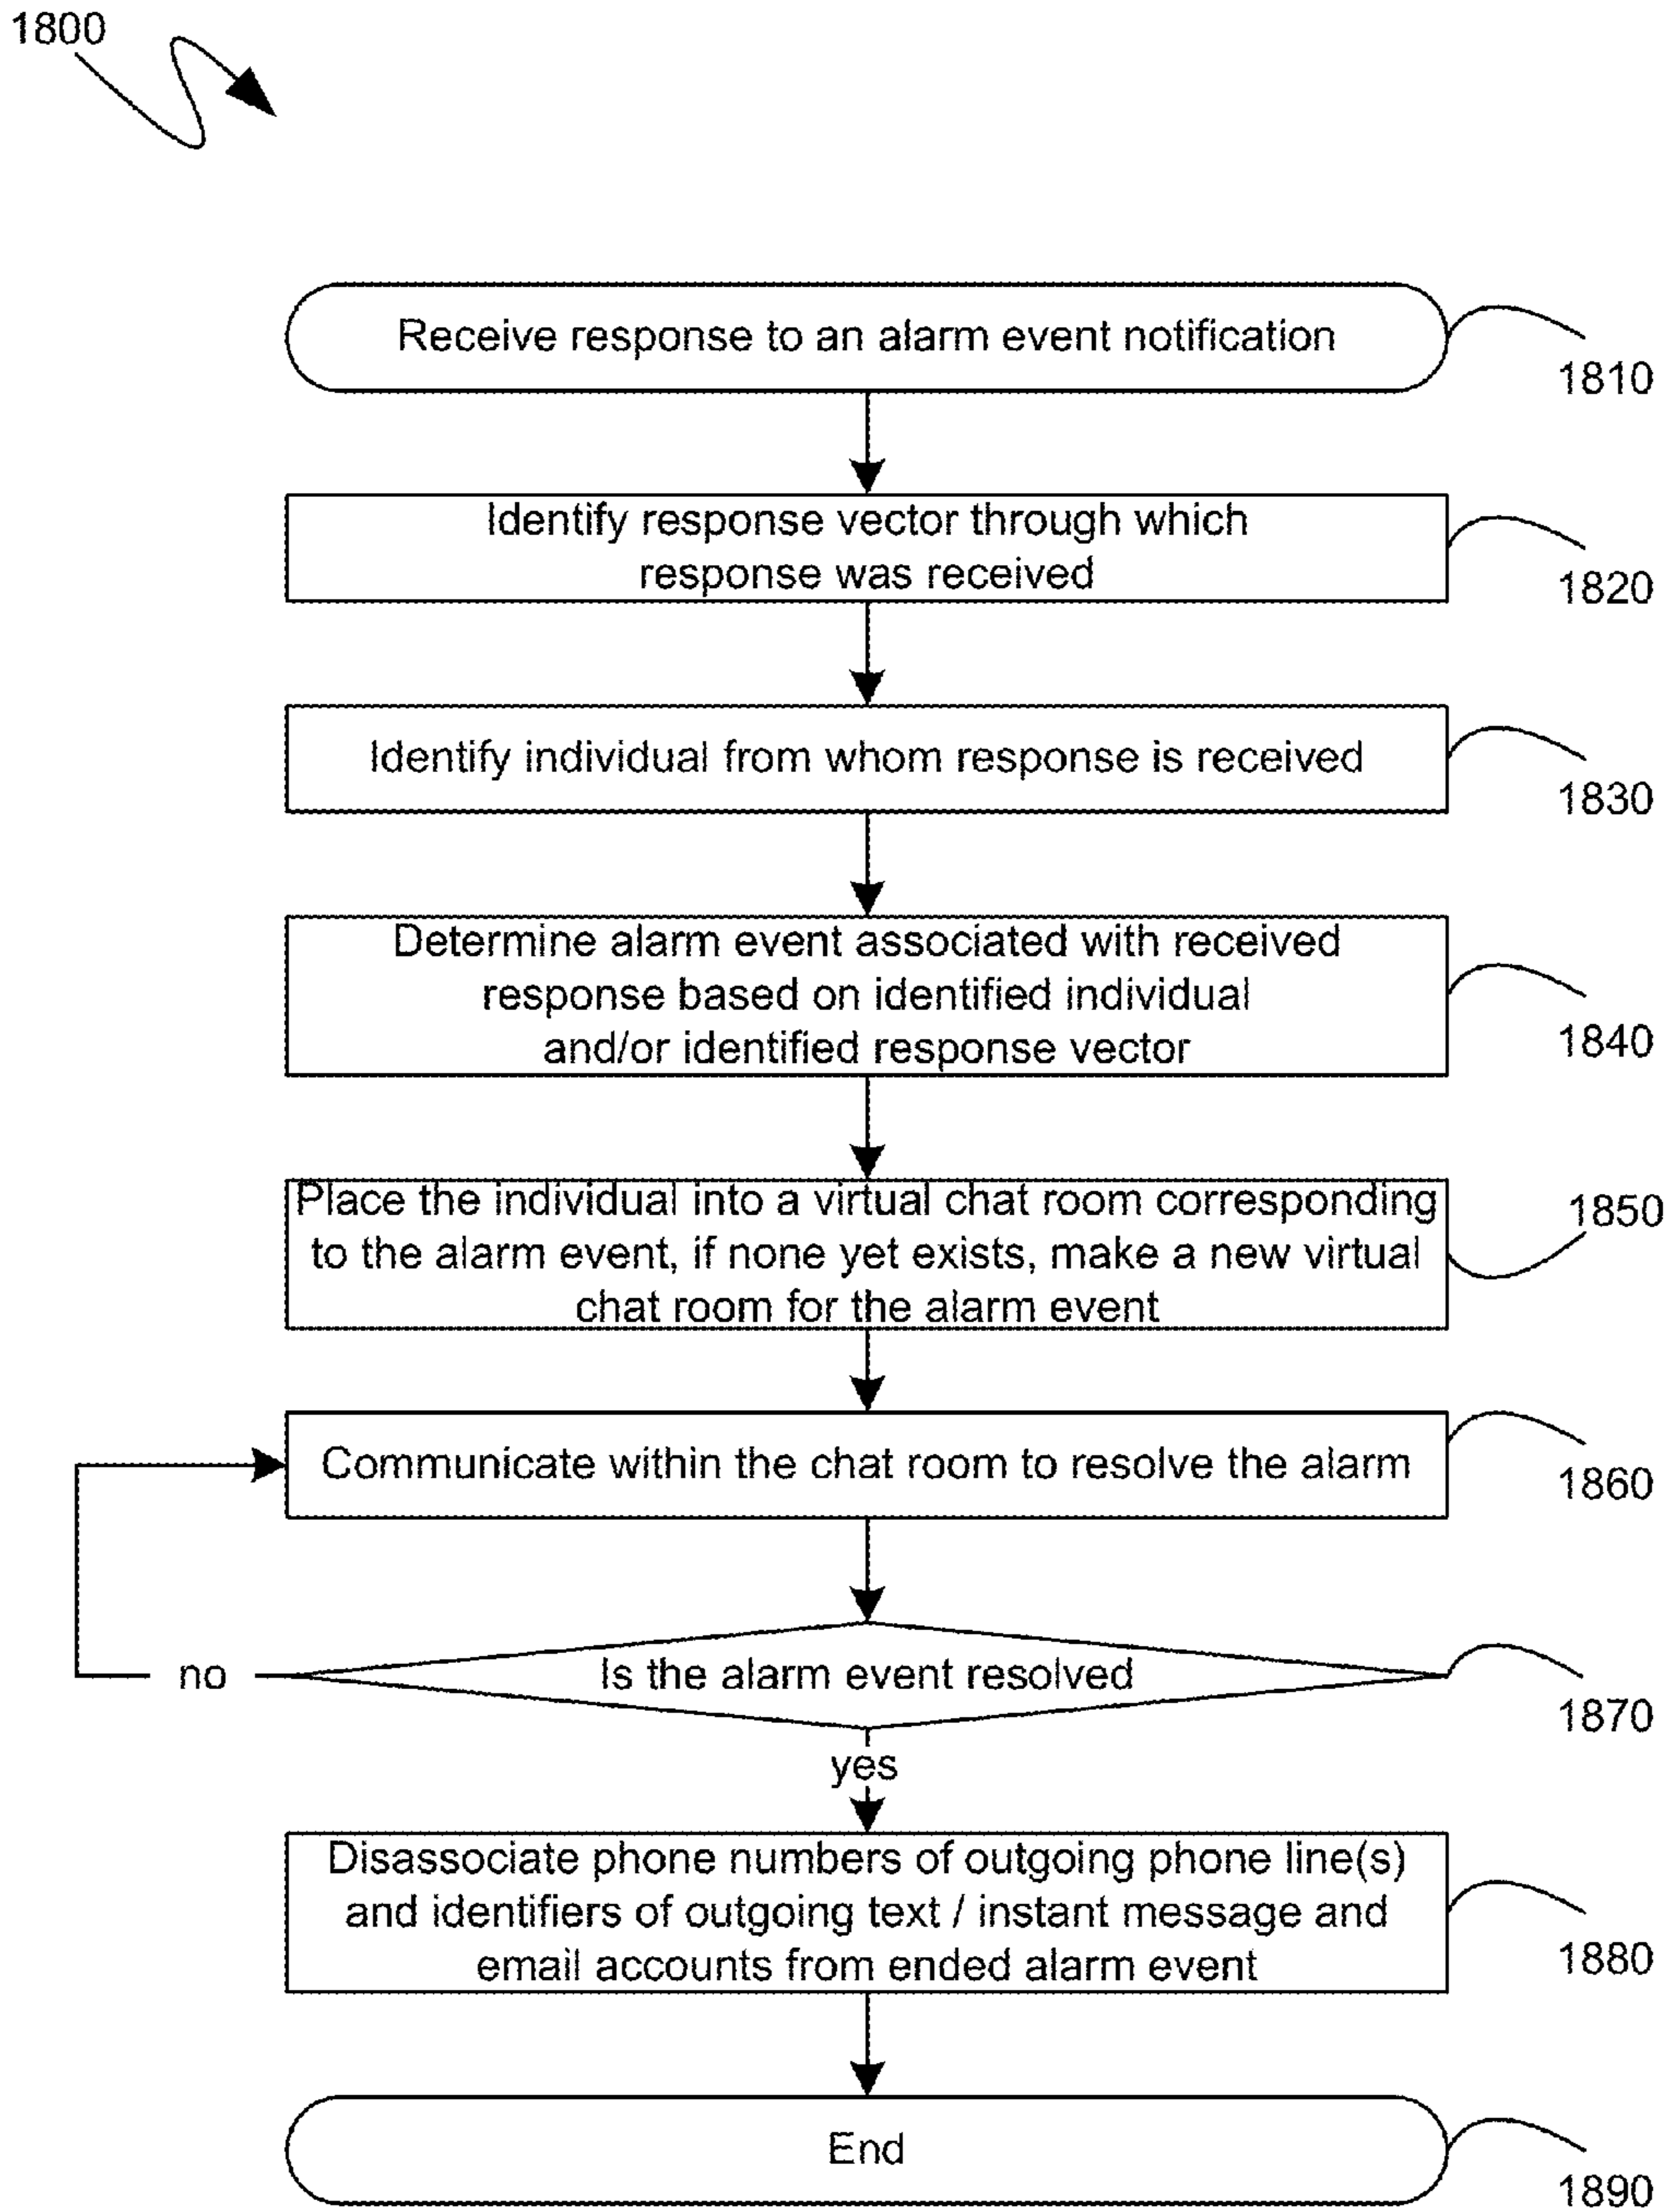 1800
Receive response to an alarm event notification
1810
Identify response vector through which
response was received
1820
Identify individual from whom response is received
1830
Determine alarm event associated with received
response based on identified individual
and/or identified response vector
1840
Place the individual into a virtual chat room corresponding
to the alarm event, if none yet exists, make a new virtual
chat room for the alarm event
1850
Communicate within the chat room to resolve the alarm
1860
Is the alarm event resolved
no
1870
yes
Disassociate phone numbers of outgoing phone line(s)
and identifiers of outgoing text / instant message and
email accounts from ended alarm event
1880
End
1890